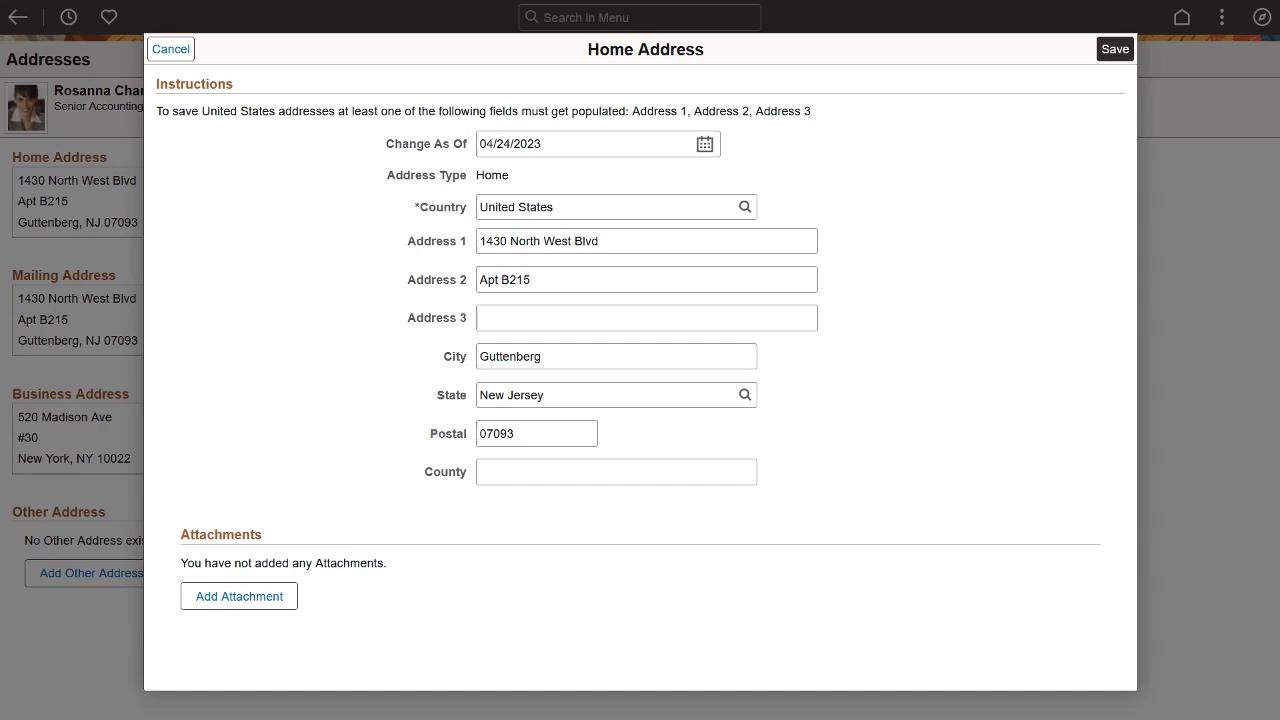 Search in Menu
Addresses
Rosanna
Senior Accounting
Home Address
1430 North West Blvd
Apt B215
Guttenberg, NJ 07093
Mailing Address
1430 North West Blvd
Apt B215
Guttenberg, NJ 07093
Business Address
520 Madison Ave
#30
New York, NY 10022
Other Address
No Other Address
Add Other Address
Cancel
Home Address
Save
Instructions
To save United States addresses at least one of the following fields must get populated: Address 1, Address 2, Address 3
Change As Of 04/24/2023
Address Type Home
*Country United States
Address 1 1430 North West Blvd
Address 2 Apt B215
Address 3
City Guttenberg
State New Jersey
Postal 07093
County
Attachments
You have not added any Attachments.
Add Attachment